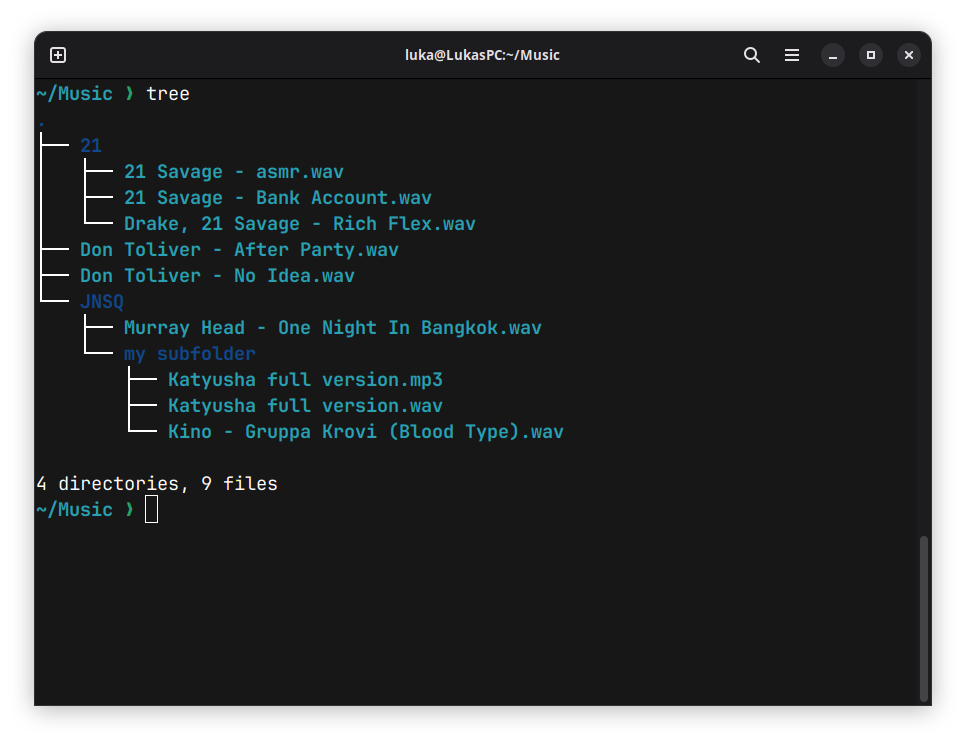 luka@LukasPC:~/Music
~/Music ❯ tree
.
├── 21
│   ├── 21 Savage - asmr.wav
│   ├── 21 Savage - Bank Account.wav
│   └── Drake, 21 Savage - Rich Flex.wav
├── Don Toliver - After Party.wav
├── Don Toliver - No Idea.wav
└── JNSQ
    ├── Murray Head - One Night In Bangkok.wav
    └── my subfolder
        ├── Katyusha full version.mp3
        ├── Katyusha full version.wav
        └── Kino - Gruppa Krovi (Blood Type).wav

4 directories, 9 files
~/Music ❯